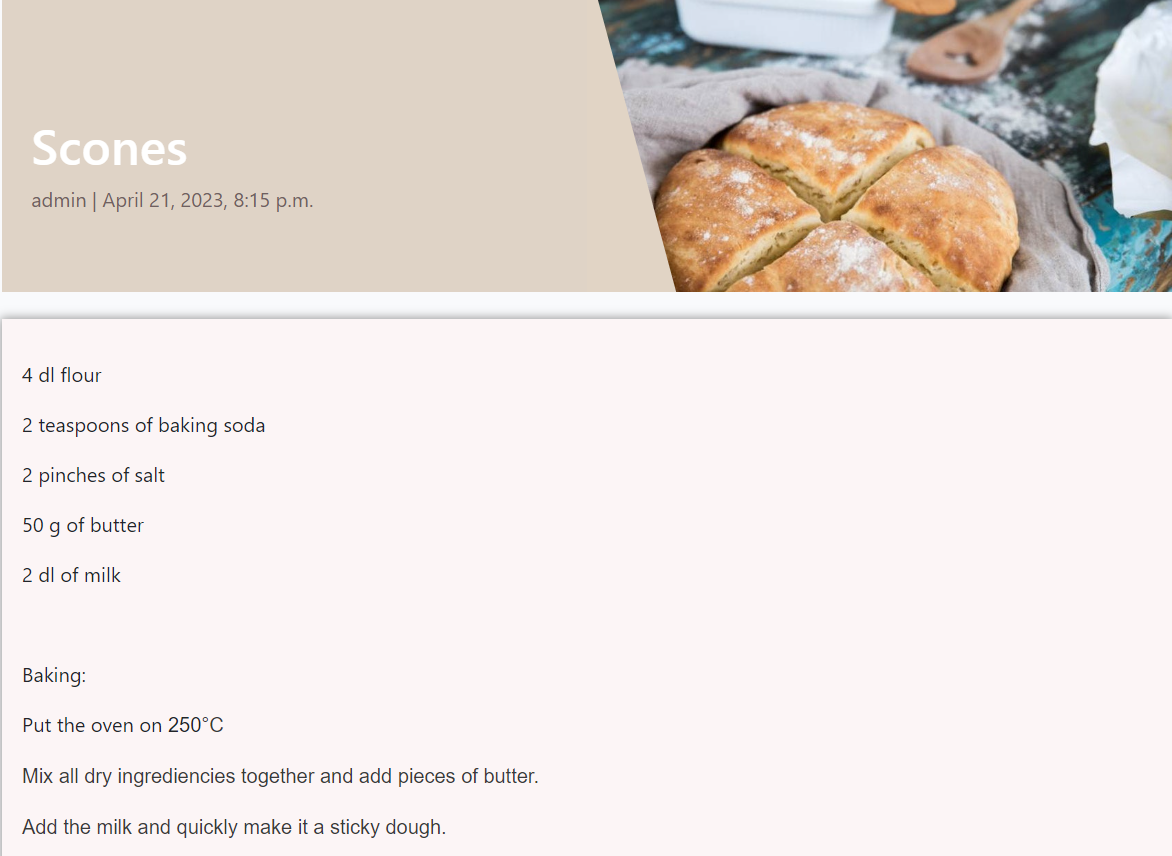 Scones
admin | April 21, 2023, 8:15 p.m.
4 dl flour
2 teaspoons of baking soda
2 pinches of salt
50 g of butter
2 dl of milk
Baking:
Put the oven on 250°C
Mix all dry ingrediencies together and add pieces of butter.
Add the milk and quickly make it a sticky dough.